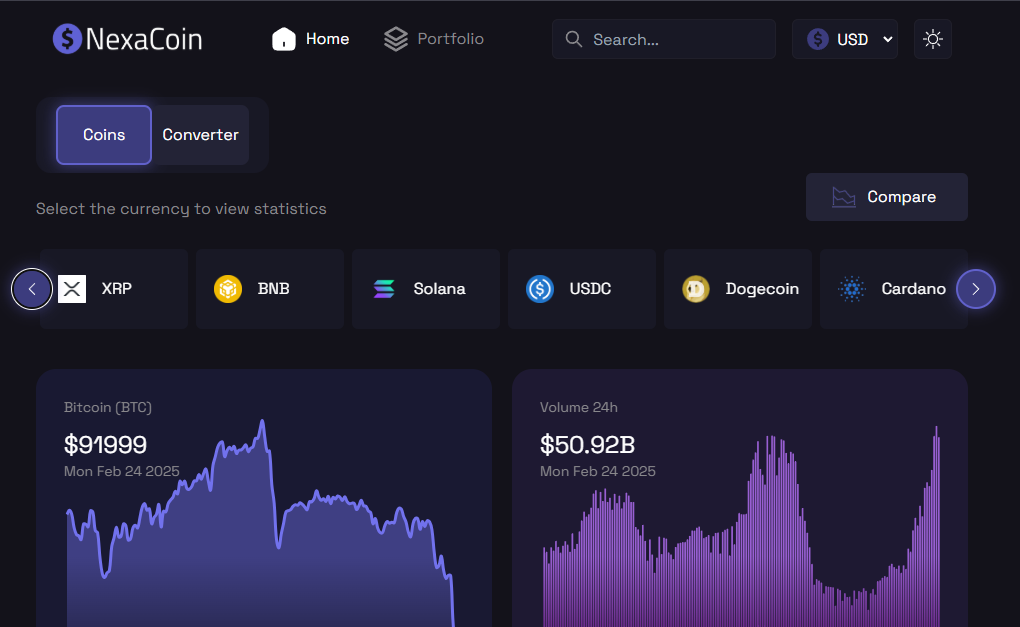 NexaCoin
Home
Portfolio
Search...
USD
Coins
Converter
Select the currency to view statistics
Compare
XRP
BNB
Solana
USDC
Dogecoin
Cardano
Bitcoin (BTC)
$91999
Mon Feb 24 2025
Volume 24h
$50.92B
Mon Feb 24 2025